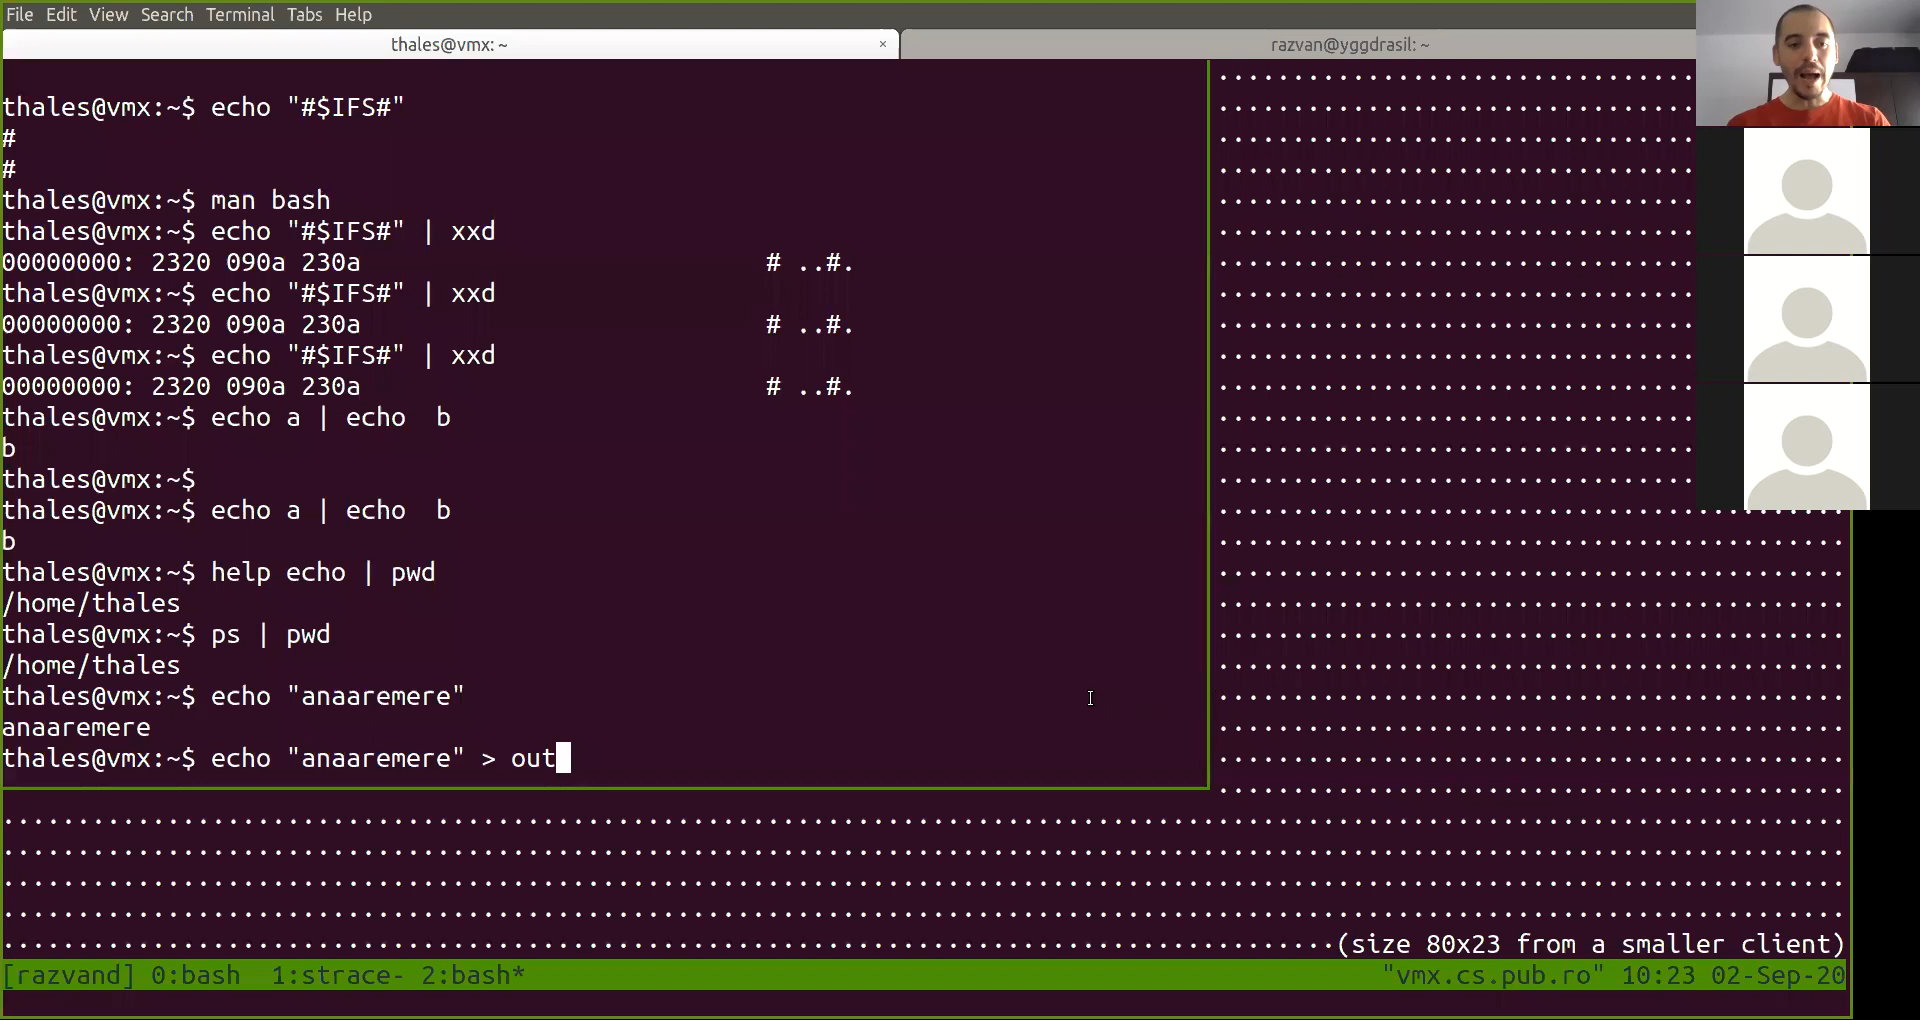 File Edit View Search Terminal Tabs Help
thales@vmx: ~ ×
razvan@yggdrasil: ~
thales@vmx:~$ echo "#$IFS#"
#
#
thales@vmx:~$ man bash
thales@vmx:~$ echo "#$IFS#" | xxd
00000000: 2320 090a 230a # ..#.
thales@vmx:~$ echo "#$IFS#" | xxd
00000000: 2320 090a 230a # ..#.
thales@vmx:~$ echo "#$IFS#" | xxd
00000000: 2320 090a 230a # ..#.
thales@vmx:~$ echo a | echo  b
b
thales@vmx:~$
thales@vmx:~$ echo a | echo  b
b
thales@vmx:~$ help echo | pwd
/home/thales
thales@vmx:~$ ps | pwd
/home/thales
thales@vmx:~$ echo "anaaremere"
anaaremere
thales@vmx:~$ echo "anaaremere" > out
(size 80x23 from a smaller client)
[razvand] 0:bash  1:strace- 2:bash* "vmx.cs.pub.ro" 10:23 02-Sep-20